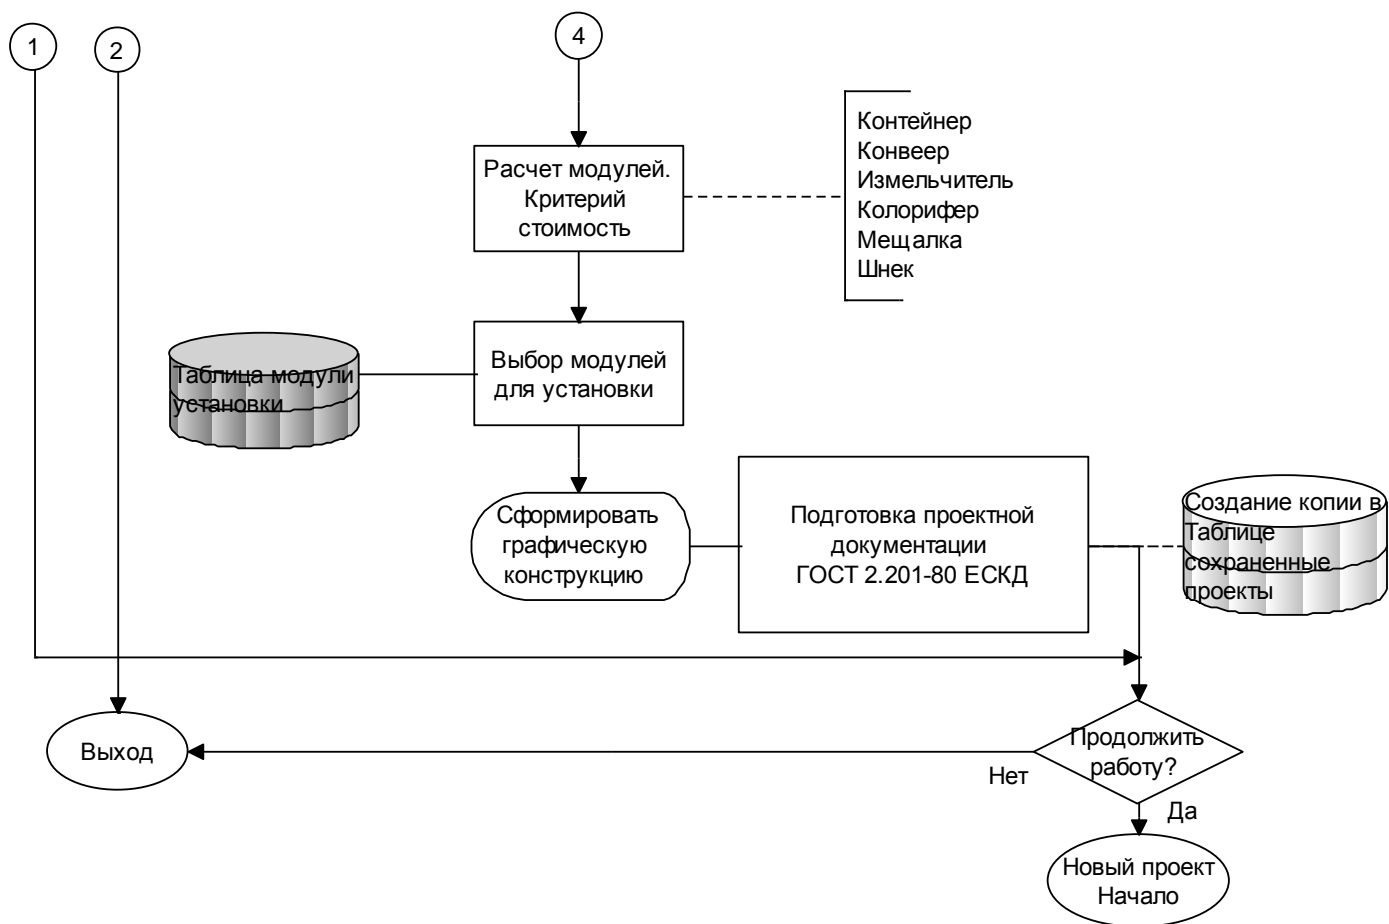 1
2
4
Расчет модулей.
Критерий
стоимость
Контейнер
Конвеер
Измельчитель
Колорифер
Мещалка
Шнек
Таблица модули
установки
Выбор модулей
для установки
Сформировать
графическую
конструкцию
Подготовка проектной
документации
ГОСТ 2.201-80 ЕСКД
Создание копии в
Таблице
сохраненные
проекты
Выход
Продолжить
работу?
Нет
Да
Новый проект
Начало